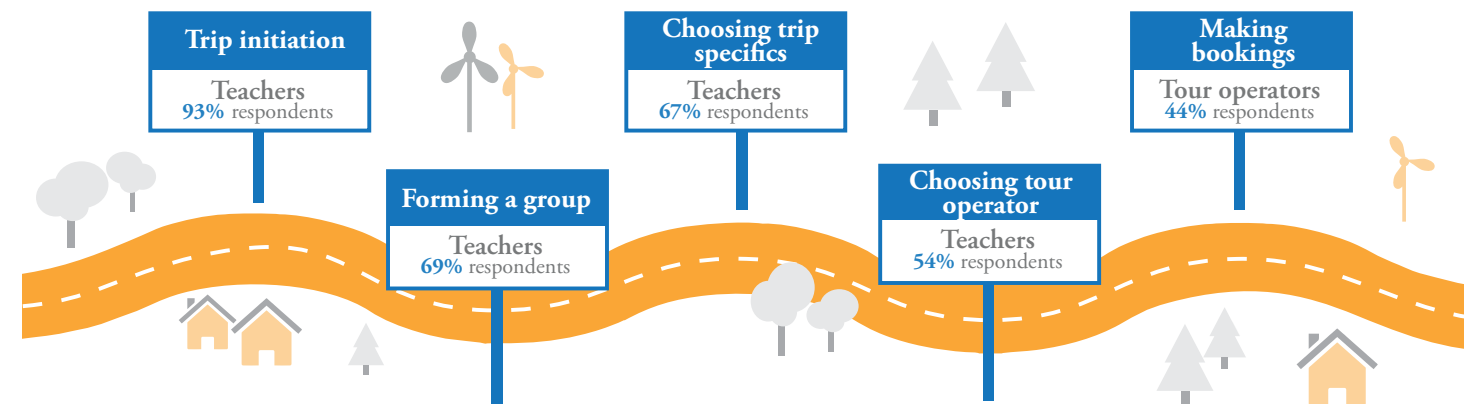 Trip initiation
Teachers
93% respondents
Forming a group
Teachers
69% respondents
Choosing trip
specifics
Teachers
67% respondents
Choosing tour
operator
Teachers
54% respondents
Making
bookings
Tour operators
44% respondents